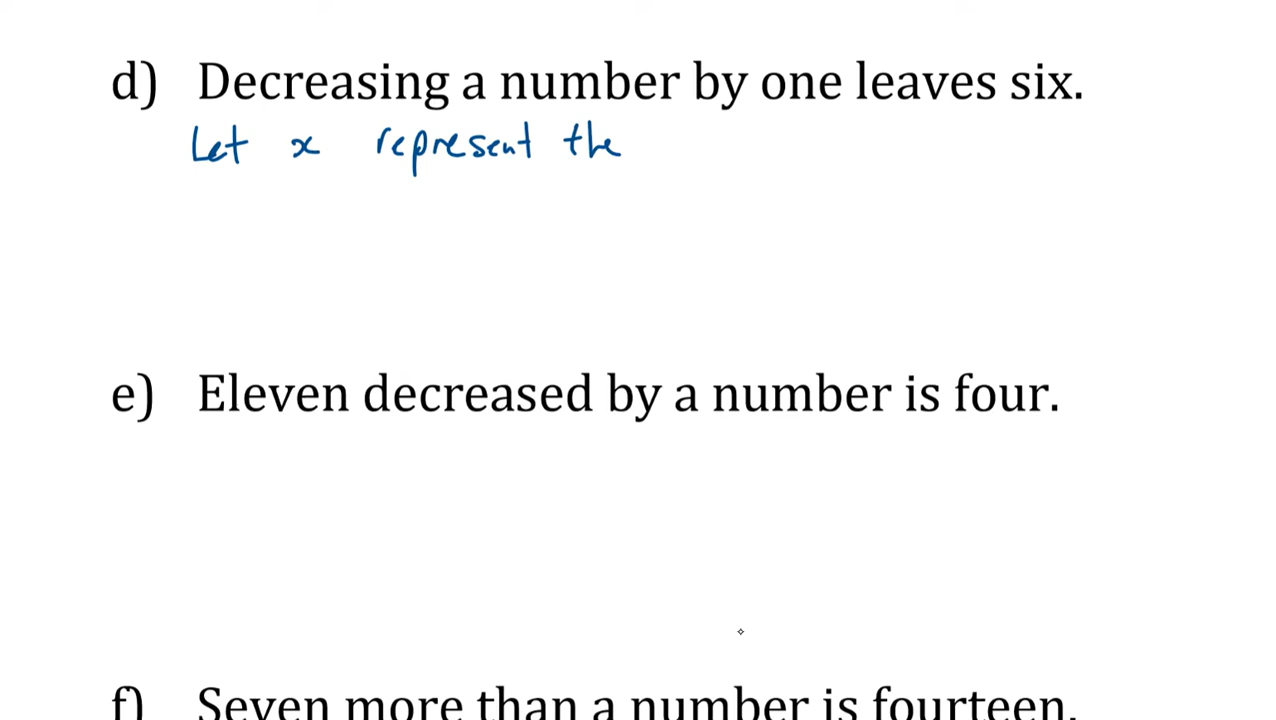 d) Decreasing a number by one leaves six.
Let x represent the
e) Eleven decreased by a number is four.
f) Seven more than a number is fourteen.